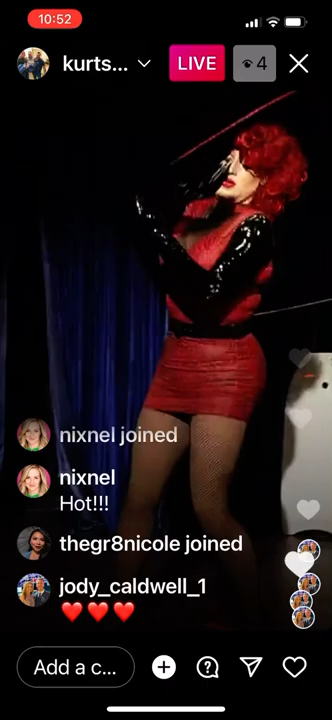 10:52
kurts...
LIVE
4
nixnel joined
nixnel
Hot!!!
thegr8nicole joined
jody_caldwell_1
❤️❤️❤️
Add a c...